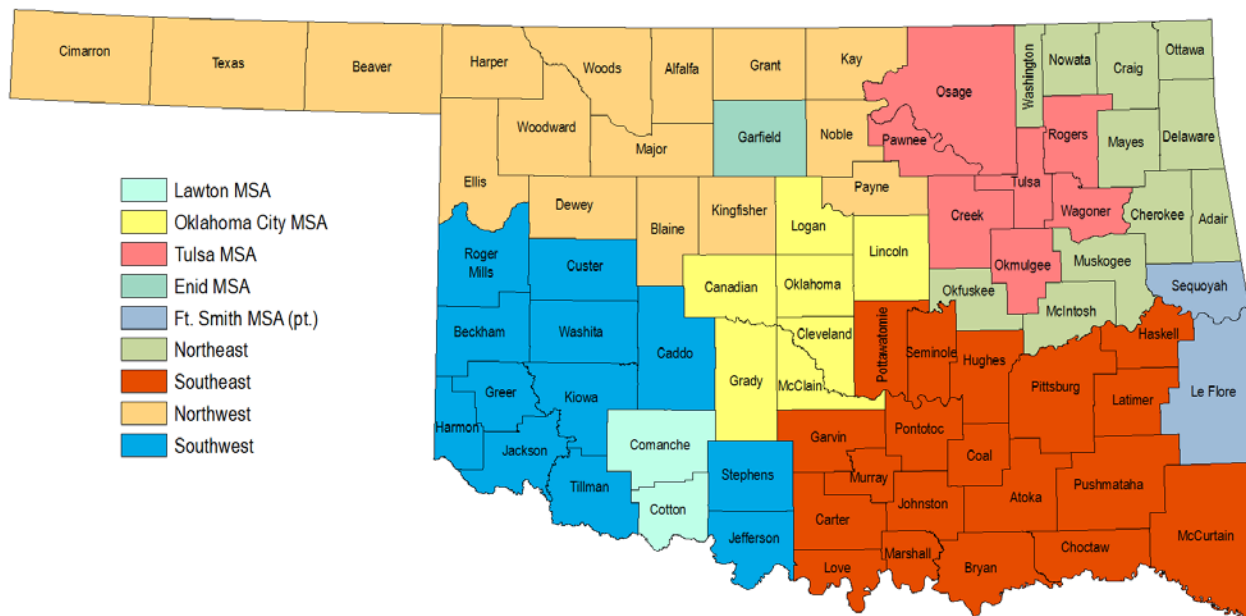 Cimarron
Texas
Beaver
Harper
Woods
Alfalfa
Grant
Kay
Osage
Washington
Nowata
Craig
Ottawa
Woodward
Major
Garfield
Noble
Pawnee
Rogers
Mayes
Delaware
Ellis
Dewey
Blaine
Kingfisher
Logan
Payne
Creek
Tulsa
Wagoner
Cherokee
Adair
Lawton MSA
Oklahoma City MSA
Tulsa MSA
Enid MSA
Ft. Smith MSA (pt.)
Northeast
Southeast
Northwest
Southwest
Roger
Mills
Custer
Canadian
Oklahoma
Lincoln
Okfuskee
Okmulgee
Muskogee
McIntosh
Sequoyah
Beckham
Washita
Caddo
Grady
Cleveland
McClain
Pottawatomie
Seminole
Hughes
Pittsburg
Haskell
Latimer
Le Flore
Harmon
Greer
Kiowa
Jackson
Tillman
Comanche
Cotton
Stephens
Jefferson
Garvin
Murray
Pontotoc
Coal
Carter
Johnston
Atoka
Pushmataha
McCurtain
Love
Marshall
Bryan
Choctaw